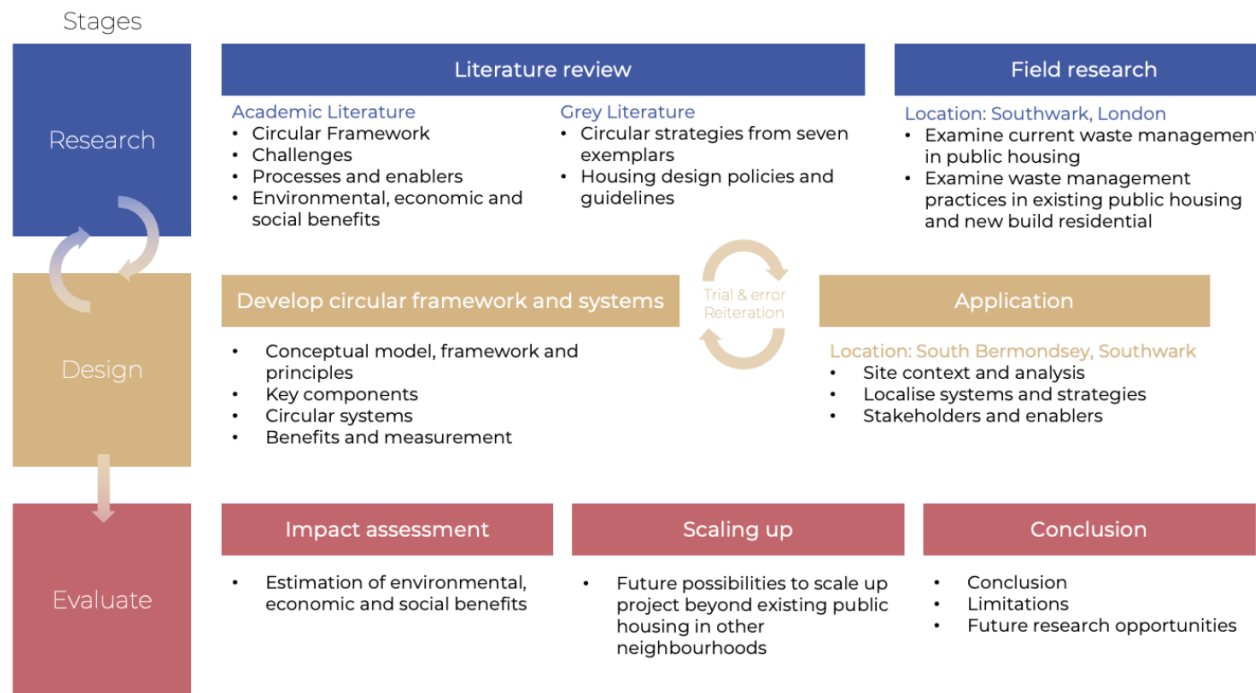 Stages
Research
Literature review
Academic Literature
• Circular Framework
• Challenges
• Processes and enablers
• Environmental, economic and
social benefits
Grey Literature
• Circular strategies from seven
exemplars
• Housing design policies and
guidelines
Field research
Location: Southwark, London
• Examine current waste management
in public housing
• Examine waste management
practices in existing public housing
and new build residential
Design
Develop circular framework and systems
• Conceptual model, framework and
principles
• Key components
• Circular systems
• Benefits and measurement
Trial & error
Reiteration
Application
Location: South Bermondsey, Southwark
• Site context and analysis
• Localise systems and strategies
• Stakeholders and enablers
Evaluate
Impact assessment
• Estimation of environmental,
economic and social benefits
Scaling up
• Future possibilities to scale up
project beyond existing public
housing in other
neighbourhoods
Conclusion
• Conclusion
• Limitations
• Future research opportunities